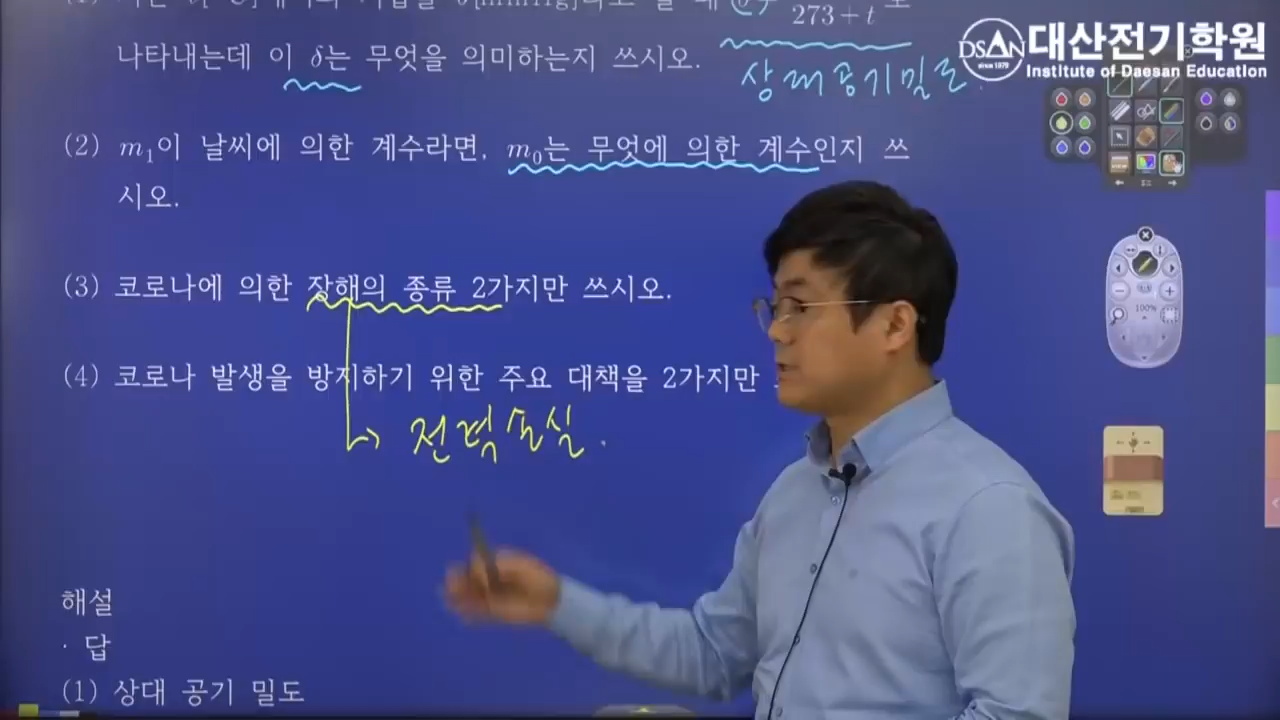 273+t
나타내는데 이 δ는 무엇을 의미하는지 쓰시오.
상대공기밀도
DSAN
since 1979
대산전기학원
Institute of Daesan Education
(2) m₁이 날씨에 의한 계수라면, m₀는 무엇에 의한 계수인지 쓰
시오.
(3) 코로나에 의한 장해의 종류 2가지만 쓰시오.
(4) 코로나 발생을 방지하기 위한 주요 대책을 2가지만
전력손실.
100%
해설
· 답
(1) 상대 공기 밀도